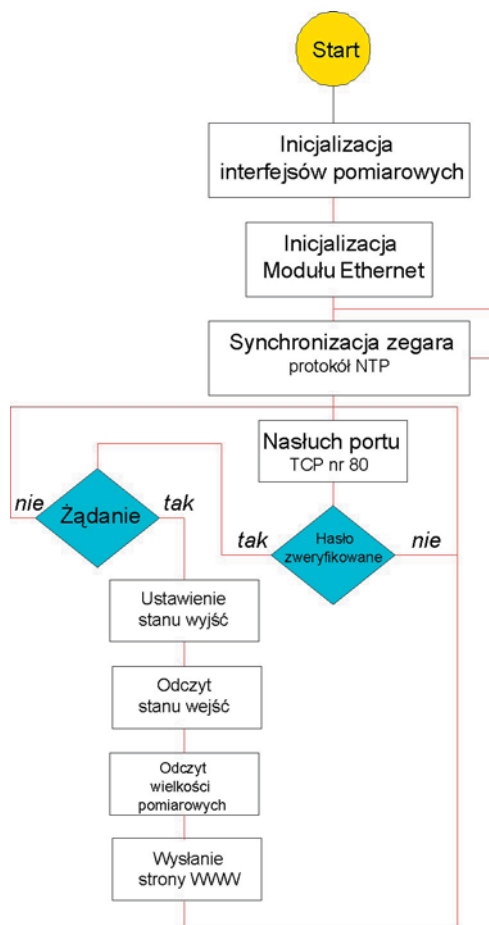 Start
Inicjalizacja
interfejsów pomiarowych
Inicjalizacja
Modułu Ethernet
Synchronizacja zegara
protokół NTP
Nasłuch portu
TCP nr 80
nie
Żądanie
tak
tak
Hasło
zweryfikowane
nie
Ustawienie
stanu wyjść
Odczyt
stanu wejść
Odczyt
wielkości
pomiarowych
Wysłanie
strony WWW